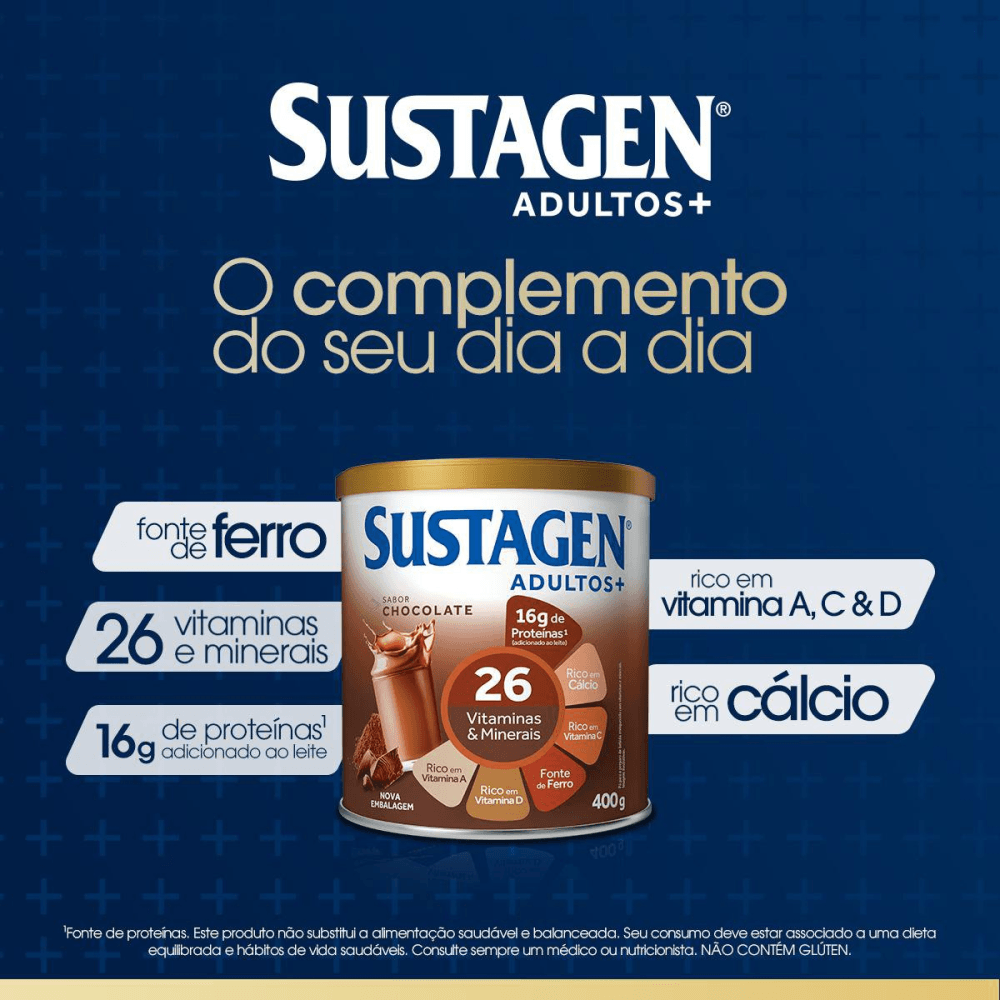 SUSTAGEN®
ADULTOS+
O complemento
do seu dia a dia
fonte de ferro
26 vitaminas e minerais
16g de proteínas¹ adicionado ao leite
SUSTAGEN®
ADULTOS+
SABOR
CHOCOLATE
16g de
Proteínas¹
(adicionado ao leite)
Rico em
Cálcio
26
Vitaminas
& Minerais
Rico em
Vitamina C
Rico em
Vitamina A
Rico em
Vitamina D
Fonte
de Ferro
NOVA
EMBALAGEM
400g
rico em
vitamina A, C & D
rico em cálcio
¹Fonte de proteínas. Este produto não substitui a alimentação saudável e balanceada. Seu consumo deve estar associado a uma dieta
equilibrada e hábitos de vida saudáveis. Consulte sempre um médico ou nutricionista. NÃO CONTÉM GLÚTEN.